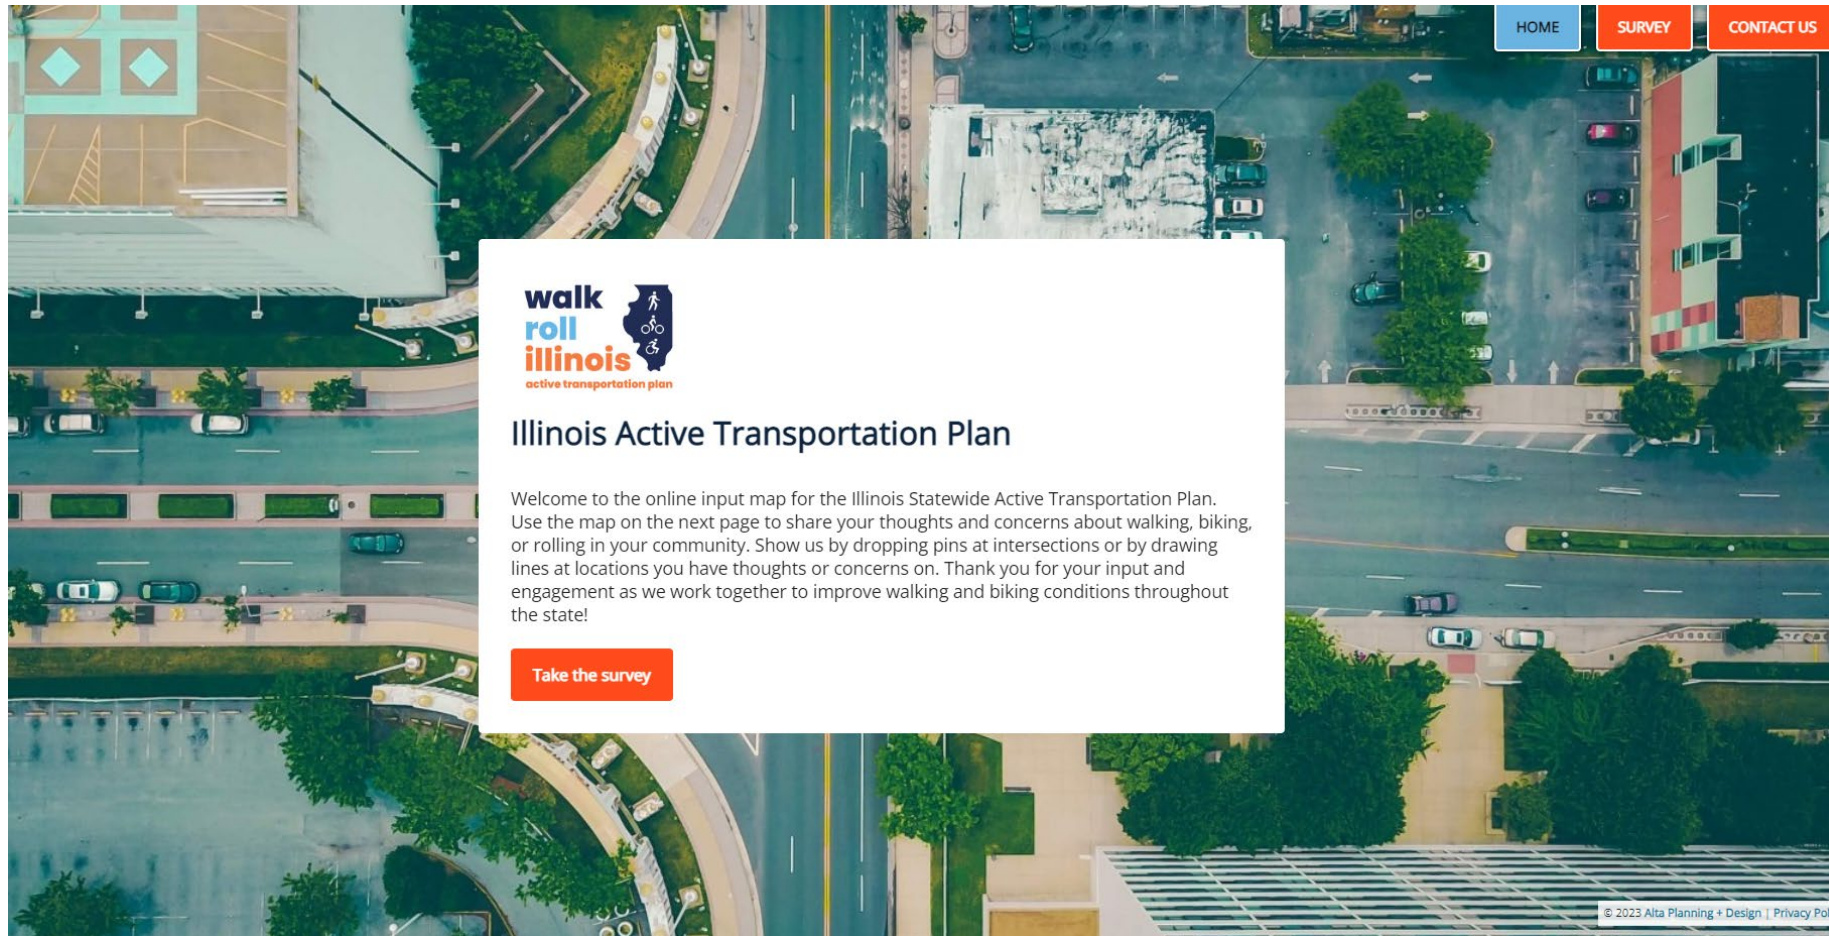 HOME
SURVEY
CONTACT US
walk
roll
illinois
active transportation plan
Illinois Active Transportation Plan
Welcome to the online input map for the Illinois Statewide Active Transportation Plan.
Use the map on the next page to share your thoughts and concerns about walking, biking,
or rolling in your community. Show us by dropping pins at intersections or by drawing
lines at locations you have thoughts or concerns on. Thank you for your input and
engagement as we work together to improve walking and biking conditions throughout
the state!
Take the survey
© 2023 Alta Planning + Design | Privacy Pol